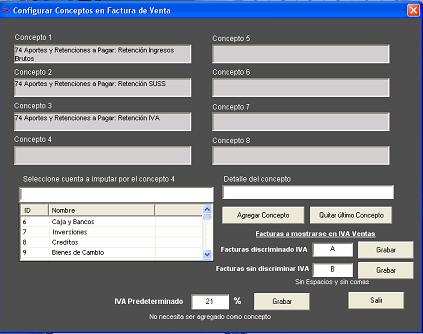 Configurar Conceptos en Factura de Venta
Concepto 1
74 Aportes y Retenciones a Pagar: Retención Ingresos
Brutos
Concepto 2
74 Aportes y Retenciones a Pagar: Retención SUSS
Concepto 3
74 Aportes y Retenciones a Pagar: Retención IVA
Concepto 4
Concepto 5
Concepto 6
Concepto 7
Concepto 8
Seleccione cuenta a imputar por el concepto 4
ID Nombre
6 Caja y Bancos
7 Inversiones
8 Creditos
9 Bienes de Cambio
Detalle del concepto
Agregar Concepto Quitar último Concepto
Facturas a mostrarse en IVA Ventas
Facturas discriminado IVA A Grabar
Facturas sin discriminar IVA B Grabar
Sin Espacios y sin comas
IVA Predeterminado 21 % Grabar Salir
No necesita ser agregado como concepto